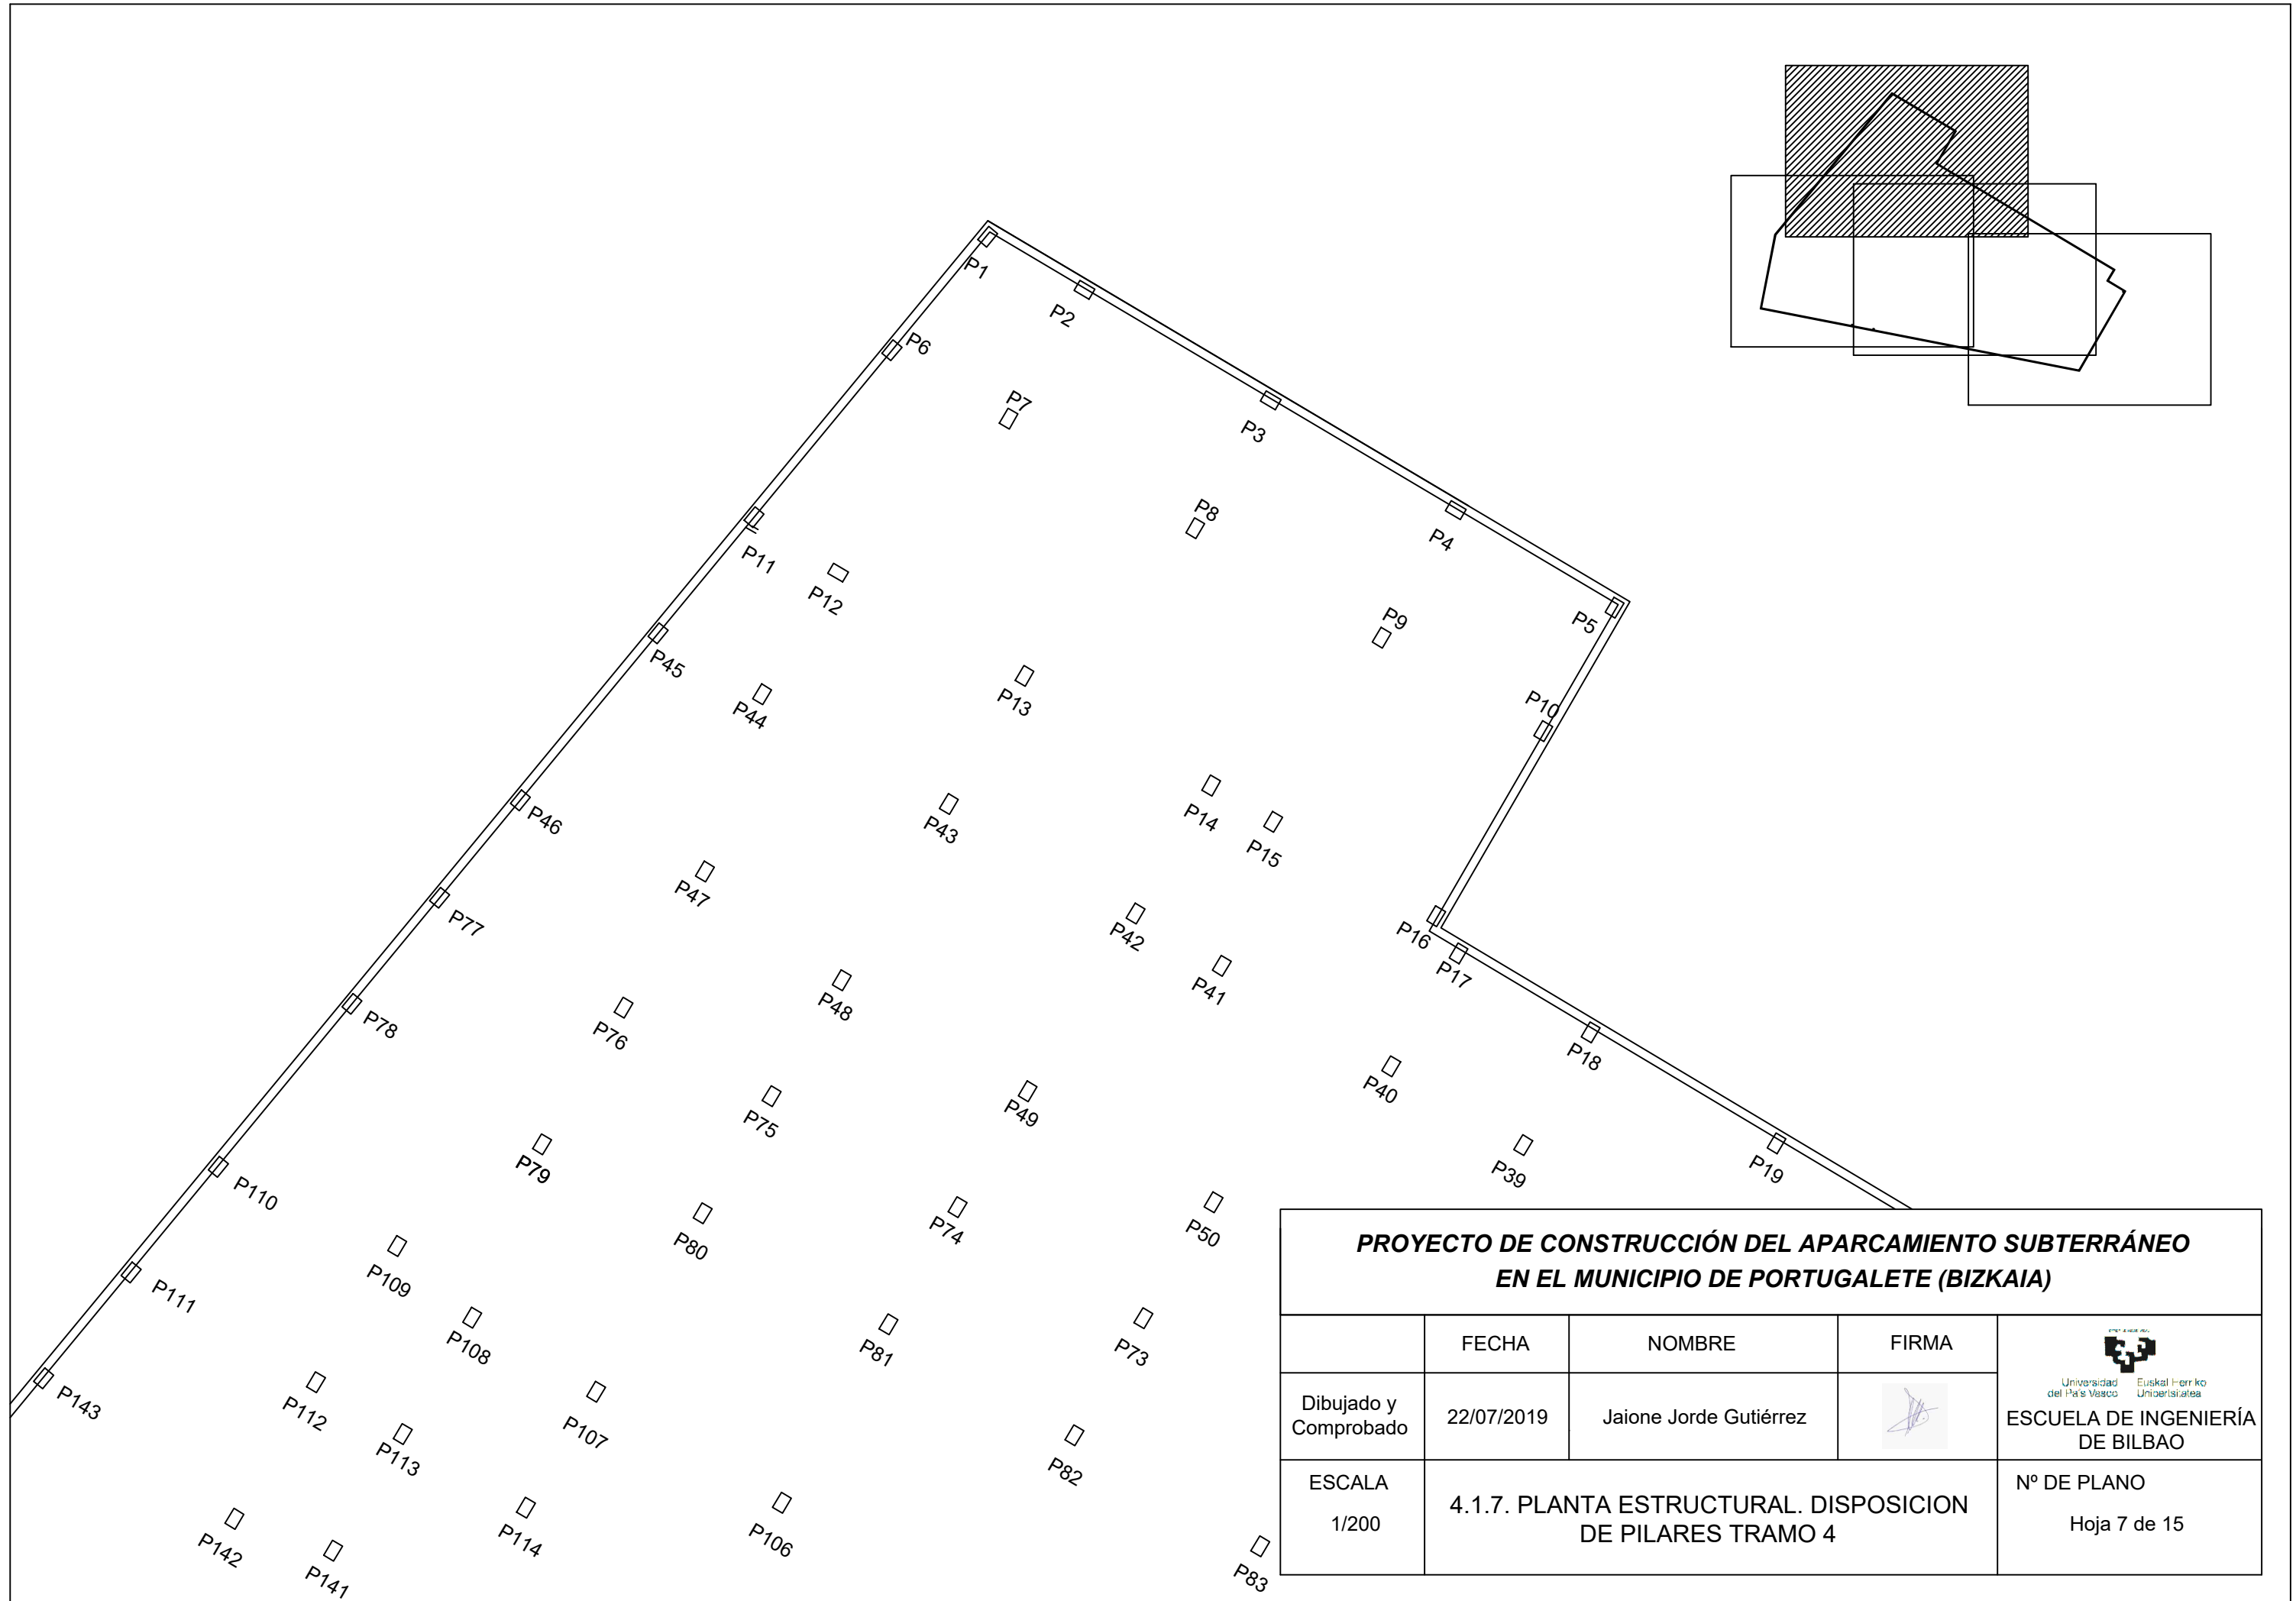 P1
P2
P6
P7
P3
P8
P4
P11
P12
P9
P5
P45
P44
P13
P10
P46
P43
P14
P15
P47
P77
P42
P16
P17
P41
P78
P76
P48
P18
P40
P75
P49
P79
P39
P19
P110
P80
P74
P50
P109
P111
P108
P81
P73
P143
P112
P113
P107
P82
P142
P141
P114
P106
P83
PROYECTO DE CONSTRUCCIÓN DEL APARCAMIENTO SUBTERRÁNEO
EN EL MUNICIPIO DE PORTUGALETE (BIZKAIA)
FECHA
NOMBRE
FIRMA
Dibujado y
Comprobado
22/07/2019
Jaione Jorde Gutiérrez
Universidad
del País Vasco
Euskal Herriko
Unibertsitatea
ESCUELA DE INGENIERÍA
DE BILBAO
ESCALA
1/200
4.1.7. PLANTA ESTRUCTURAL. DISPOSICION
DE PILARES TRAMO 4
Nº DE PLANO
Hoja 7 de 15